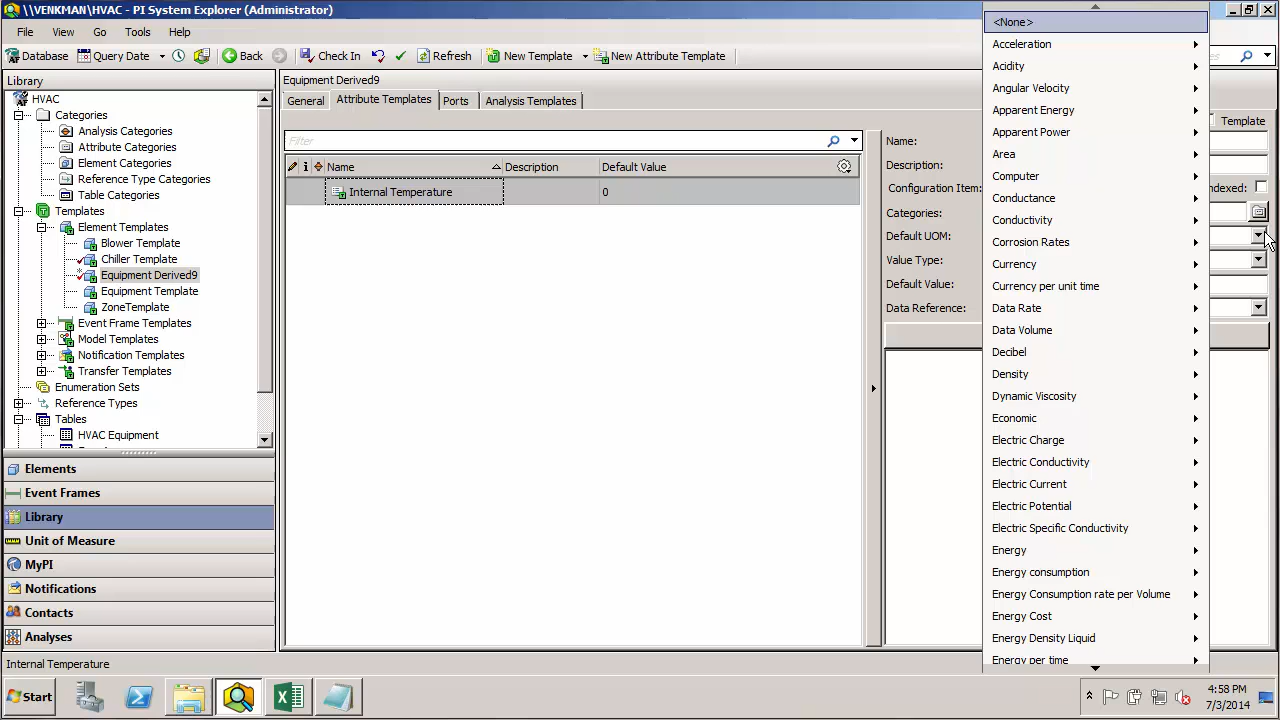 \\VENKMAN\HVAC - PI System Explorer (Administrator)
File View Go Tools Help
Database Query Date Back Check In Refresh New Template New Attribute Template
Library
HVAC
Categories
Analysis Categories
Attribute Categories
Element Categories
Reference Type Categories
Table Categories
Templates
Element Templates
Blower Template
Chiller Template
Equipment Derived9
Equipment Template
ZoneTemplate
Event Frame Templates
Model Templates
Notification Templates
Transfer Templates
Enumeration Sets
Reference Types
Tables
HVAC Equipment
Elements
Event Frames
Library
Unit of Measure
MyPI
Notifications
Contacts
Analyses
Internal Temperature
Equipment Derived9
General Attribute Templates Ports Analysis Templates
Filter
Name Description Default Value
Internal Temperature 0
Template
Name:
Description:
Configuration Item:
ndexed:
Categories:
Default UOM:
Value Type:
Default Value:
Data Reference:
<None>
Acceleration
Acidity
Angular Velocity
Apparent Energy
Apparent Power
Area
Computer
Conductance
Conductivity
Corrosion Rates
Currency
Currency per unit time
Data Rate
Data Volume
Decibel
Density
Dynamic Viscosity
Economic
Electric Charge
Electric Conductivity
Electric Current
Electric Potential
Electric Specific Conductivity
Energy
Energy consumption
Energy Consumption rate per Volume
Energy Cost
Energy Density Liquid
Energy per time
Start
4:58 PM
7/3/2014